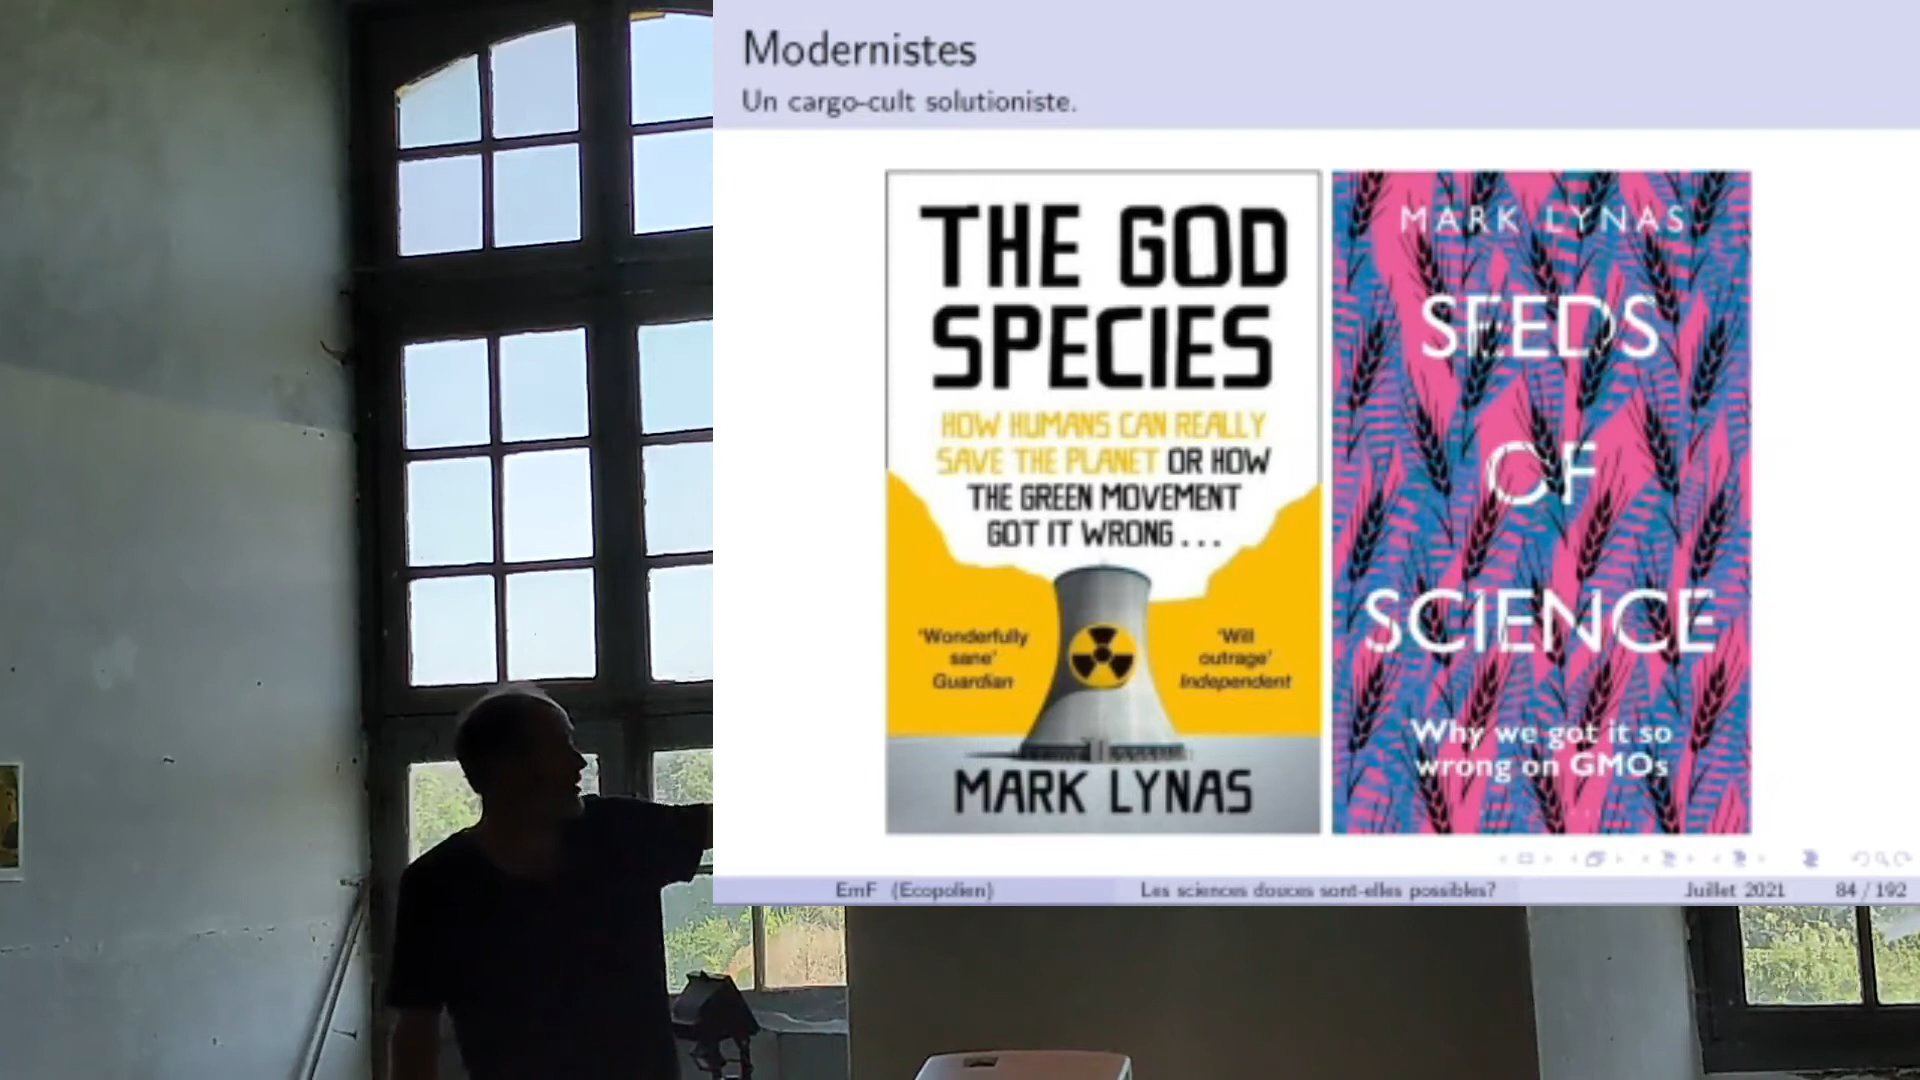 Modernistes
Un cargo-cult solutioniste.
THE GOD
SPECIES
HOW HUMANS CAN REALLY
SAVE THE PLANET OR HOW
THE GREEN MOVEMENT
GOT IT WRONG...
'Wonderfully
sane'
Guardian
'Will
outrage'
Independent
MARK LYNAS
MARK LYNAS
SEEDS
OF
SCIENCE
Why we got it so
wrong on GMOs
EmF (Ecopolien)
Les sciences douces sont-elles possibles?
Juillet 2021
84 / 192